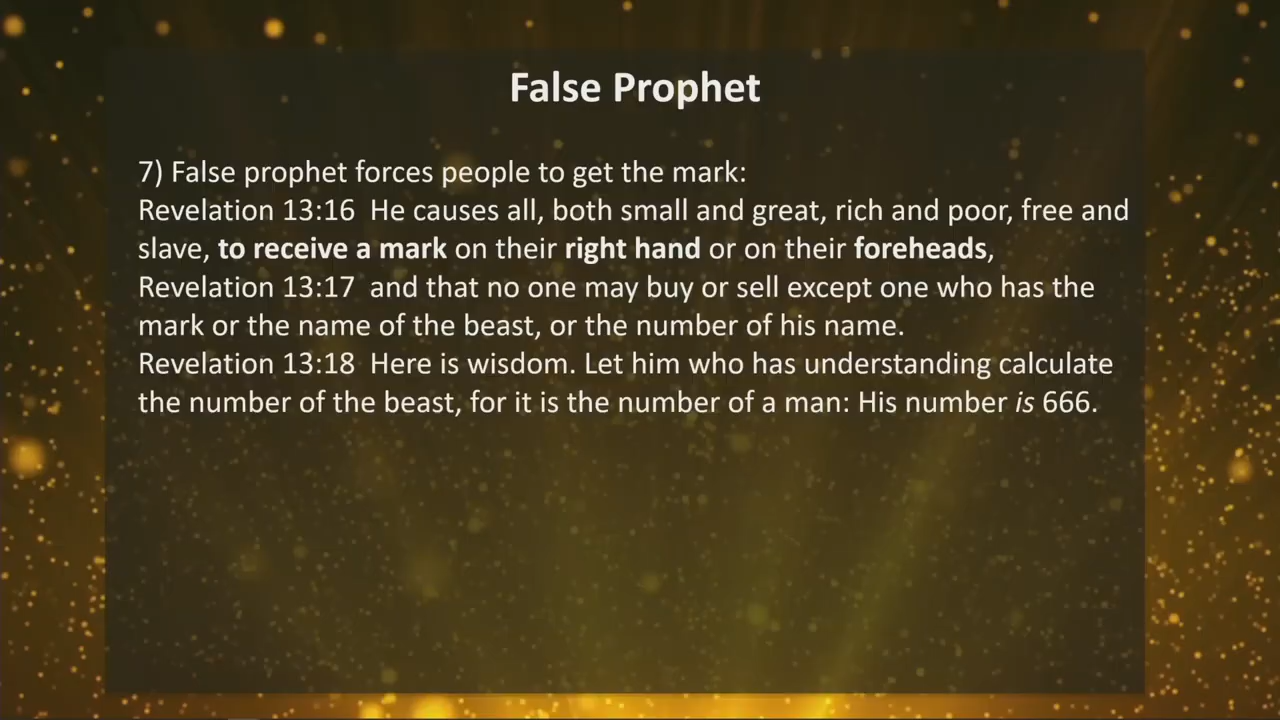 False Prophet
7) False prophet forces people to get the mark:
Revelation 13:16  He causes all, both small and great, rich and poor, free and
slave, to receive a mark on their right hand or on their foreheads,
Revelation 13:17  and that no one may buy or sell except one who has the
mark or the name of the beast, or the number of his name.
Revelation 13:18  Here is wisdom. Let him who has understanding calculate
the number of the beast, for it is the number of a man: His number is 666.